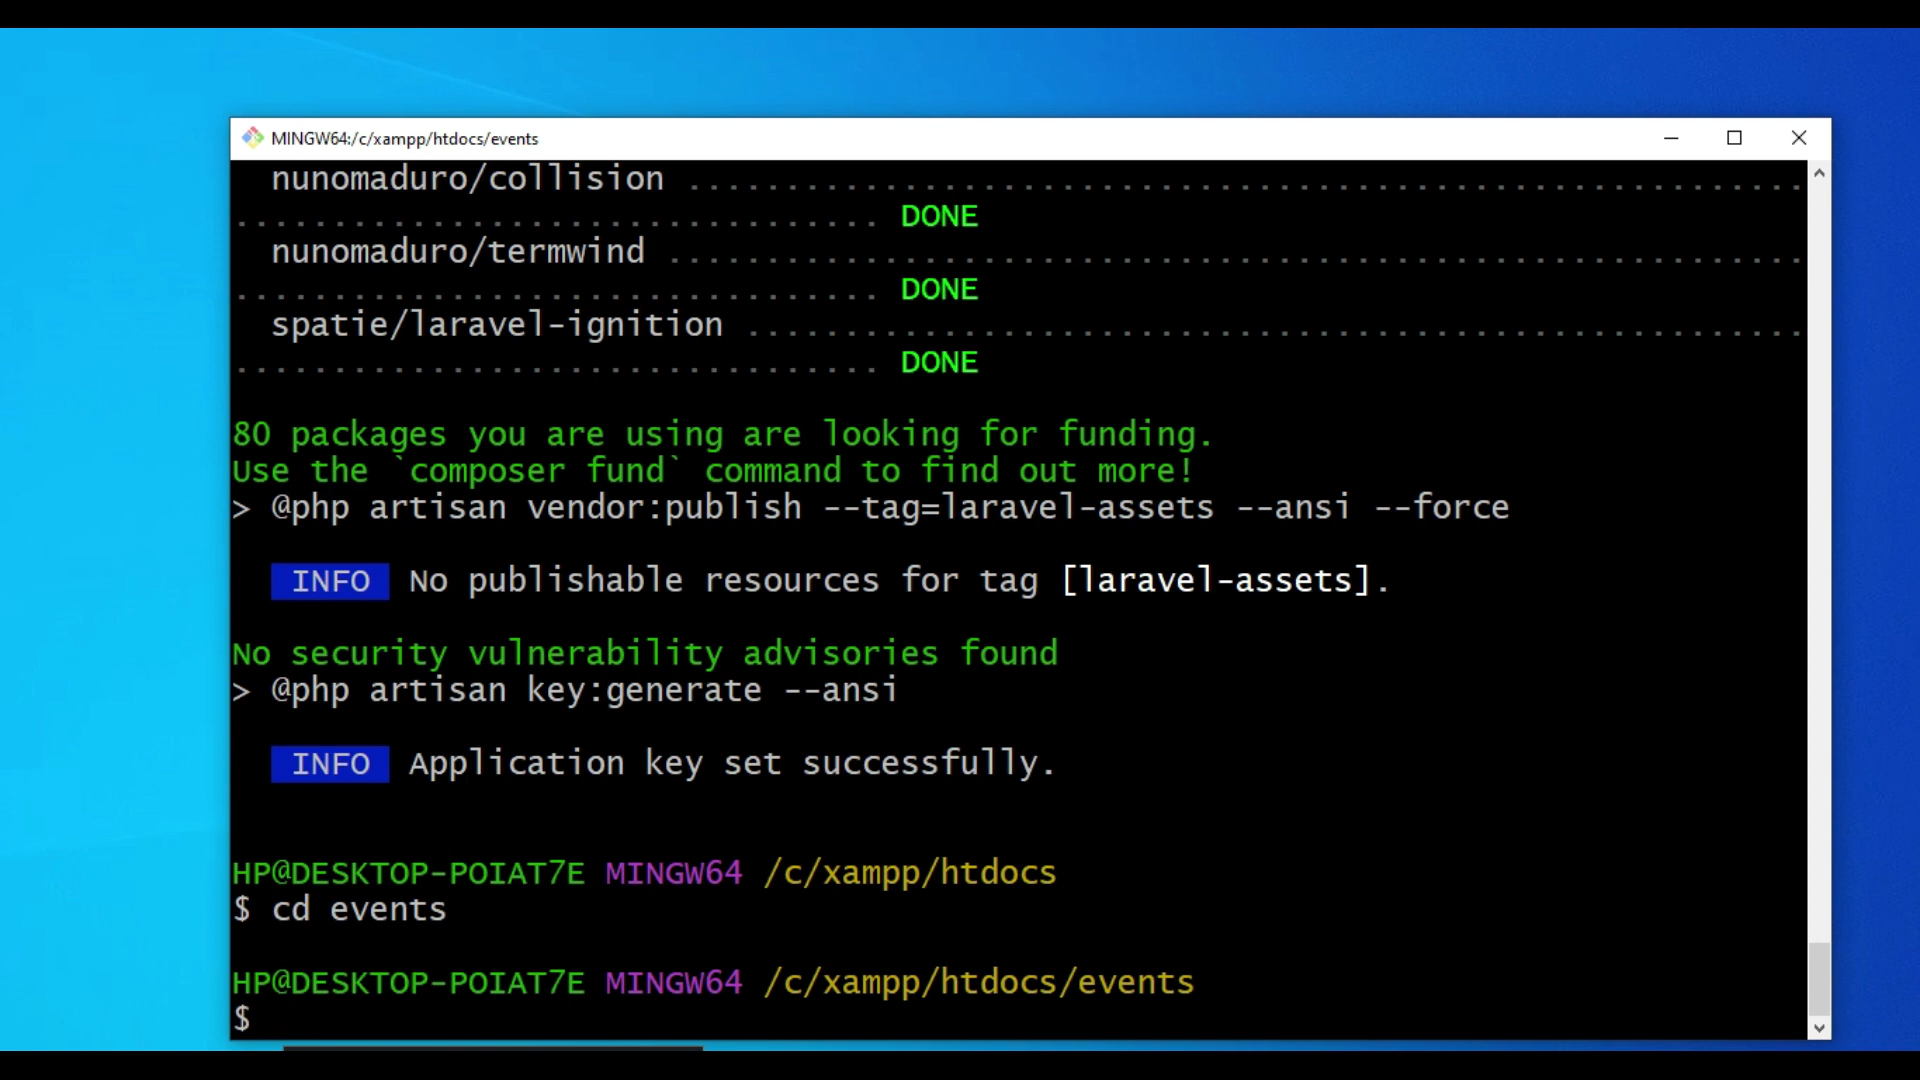 MINGW64:/c/xampp/htdocs/events
nunomaduro/collision ........................................................
................................. DONE
nunomaduro/termwind .........................................................
................................. DONE
spatie/laravel-ignition .....................................................
................................. DONE
80 packages you are using are looking for funding.
Use the `composer fund` command to find out more!
> @php artisan vendor:publish --tag=laravel-assets --ansi --force
INFO No publishable resources for tag [laravel-assets].
No security vulnerability advisories found
> @php artisan key:generate --ansi
INFO Application key set successfully.
HP@DESKTOP-POIAT7E MINGW64 /c/xampp/htdocs
$ cd events
HP@DESKTOP-POIAT7E MINGW64 /c/xampp/htdocs/events
$